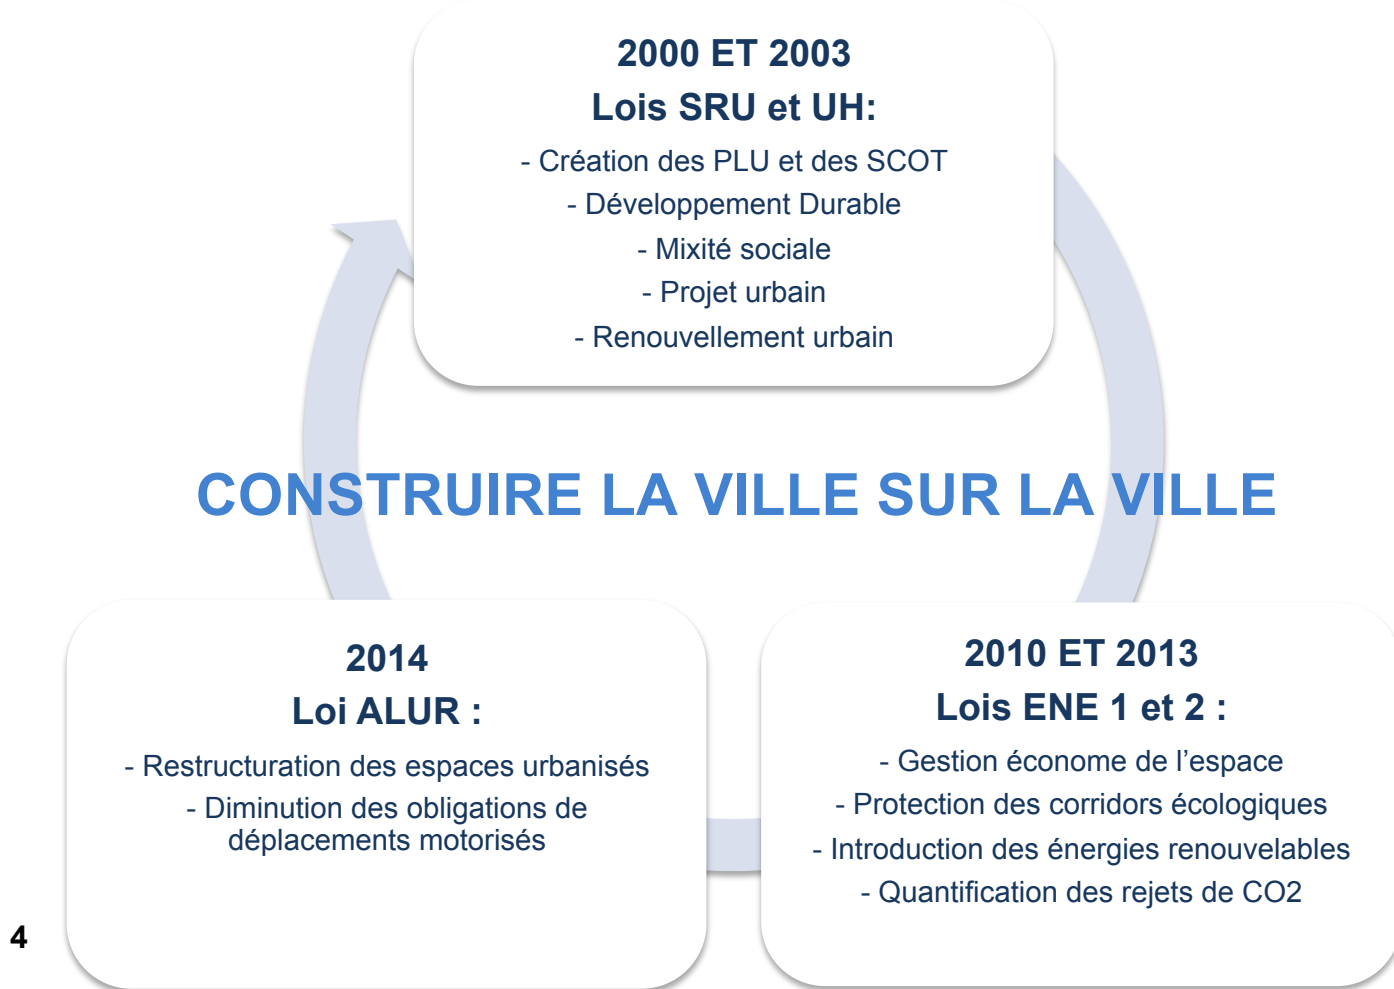 2000 ET 2003
Lois SRU et UH:
- Création des PLU et des SCOT
- Développement Durable
- Mixité sociale
- Projet urbain
- Renouvellement urbain
CONSTRUIRE LA VILLE SUR LA VILLE
2014
Loi ALUR :
- Restructuration des espaces urbanisés
- Diminution des obligations de
déplacements motorisés
2010 ET 2013
Lois ENE 1 et 2 :
- Gestion économe de l’espace
- Protection des corridors écologiques
- Introduction des énergies renouvelables
- Quantification des rejets de CO2
4